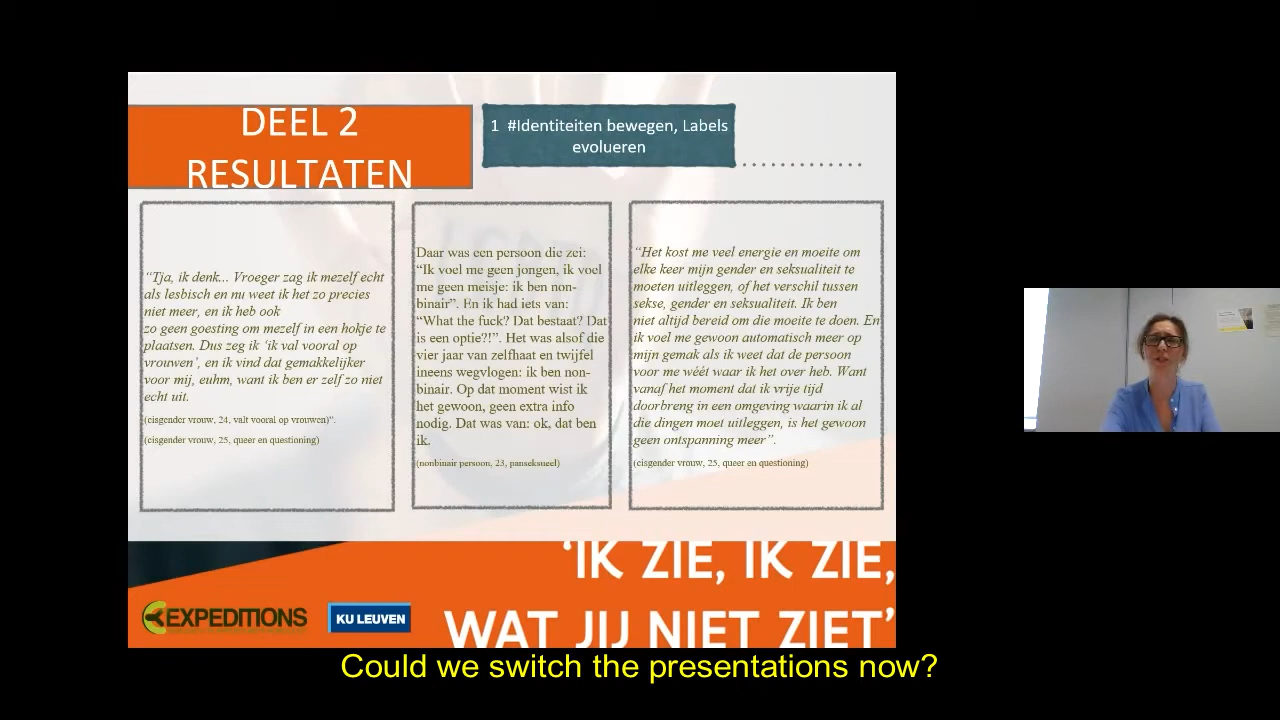 DEEL 2
RESULTATEN
1 #Identiteiten bewegen, Labels
evolueren
“Tja, ik denk... Vroeger zag ik mezelf echt
als lesbisch en nu weet ik het zo precies
niet meer, en ik heb ook
zo geen goesting om mezelf in een hokje te
plaatsen. Dus zeg ik ‘ik val vooral op
vrouwen’, en ik vind dat gemakkelijker
voor mij, euhm, want ik ben er zelf zo niet
echt uit.
(cisgender vrouw, 24, valt vooral op vrouwen)”.
(cisgender vrouw, 25, queer en questioning)
Daar was een persoon die zei:
“Ik voel me geen jongen, ik voel
me geen meisje: ik ben non-
binair”. En ik had iets van:
“What the fuck? Dat bestaat? Dat
is een optie?!”. Het was alsof die
vier jaar van zelfhaat en twijfel
ineens wegvlogen: ik ben non-
binair. Op dat moment wist ik
het gewoon, geen extra info
nodig. Dat was van: ok, dat ben
ik.
(nonbinair persoon, 23, panseksueel)
“Het kost me veel energie en moeite om
elke keer mijn gender en seksualiteit te
moeten uitleggen, of het verschil tussen
sekse, gender en seksualiteit. Ik ben
niet altijd bereid om die moeite te doen. En
ik voel me gewoon automatisch meer op
mijn gemak als ik weet dat de persoon
voor me wéét waar ik het over heb. Want
vanaf het moment dat ik vrije tijd
doorbreng in een omgeving waarin ik al
die dingen moet uitleggen, is het gewoon
geen ontspanning meer”.
(cisgender vrouw, 25, queer en questioning)
‘IK ZIE, IK ZIE,
WAT JIJ NIET ZIET’
EXPEDITIONS
KU LEUVEN
Could we switch the presentations now?